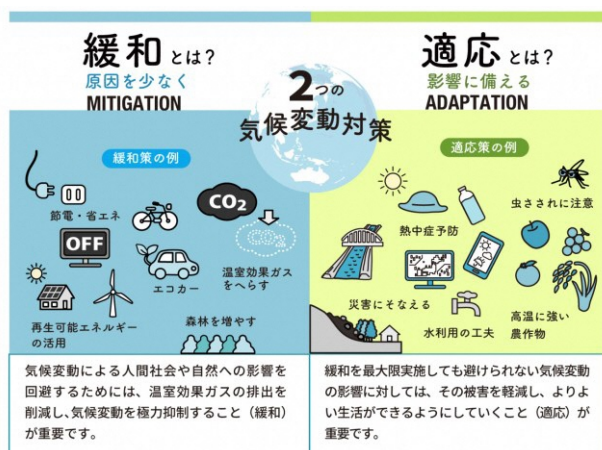 緩和とは?
原因を少なく
MITIGATION
2つの
気候変動対策
適応とは?
影響に備える
ADAPTATION
緩和策の例
節電・省エネ
OFF
CO2
エコカー
温室効果ガス
をへらす
再生可能エネルギー
の活用
森林を増やす
気候変動による人間社会や自然への影響を
回避するためには、温室効果ガスの排出を
削減し、気候変動を極力抑制すること（緩和）
が重要です。
適応策の例
虫さされに注意
熱中症予防
災害にそなえる
水利用の工夫
高温に強い
農作物
緩和を最大限実施しても避けられない気候変動
の影響に対しては、その被害を軽減し、よりよ
い生活ができるようにしていくこと（適応）が
重要です。